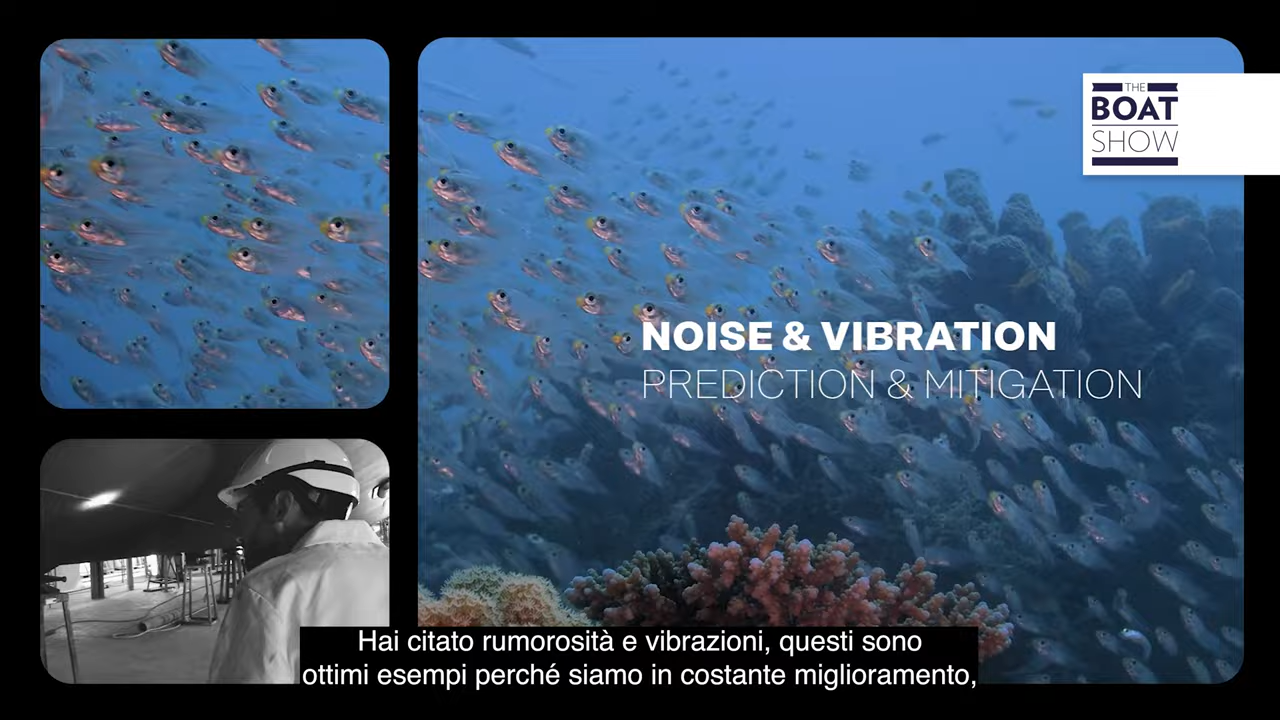 THE
BOAT
SHOW
NOISE & VIBRATION
PREDICTION & MITIGATION
Hai citato rumorosità e vibrazioni, questi sono
ottimi esempi perché siamo in costante miglioramento,